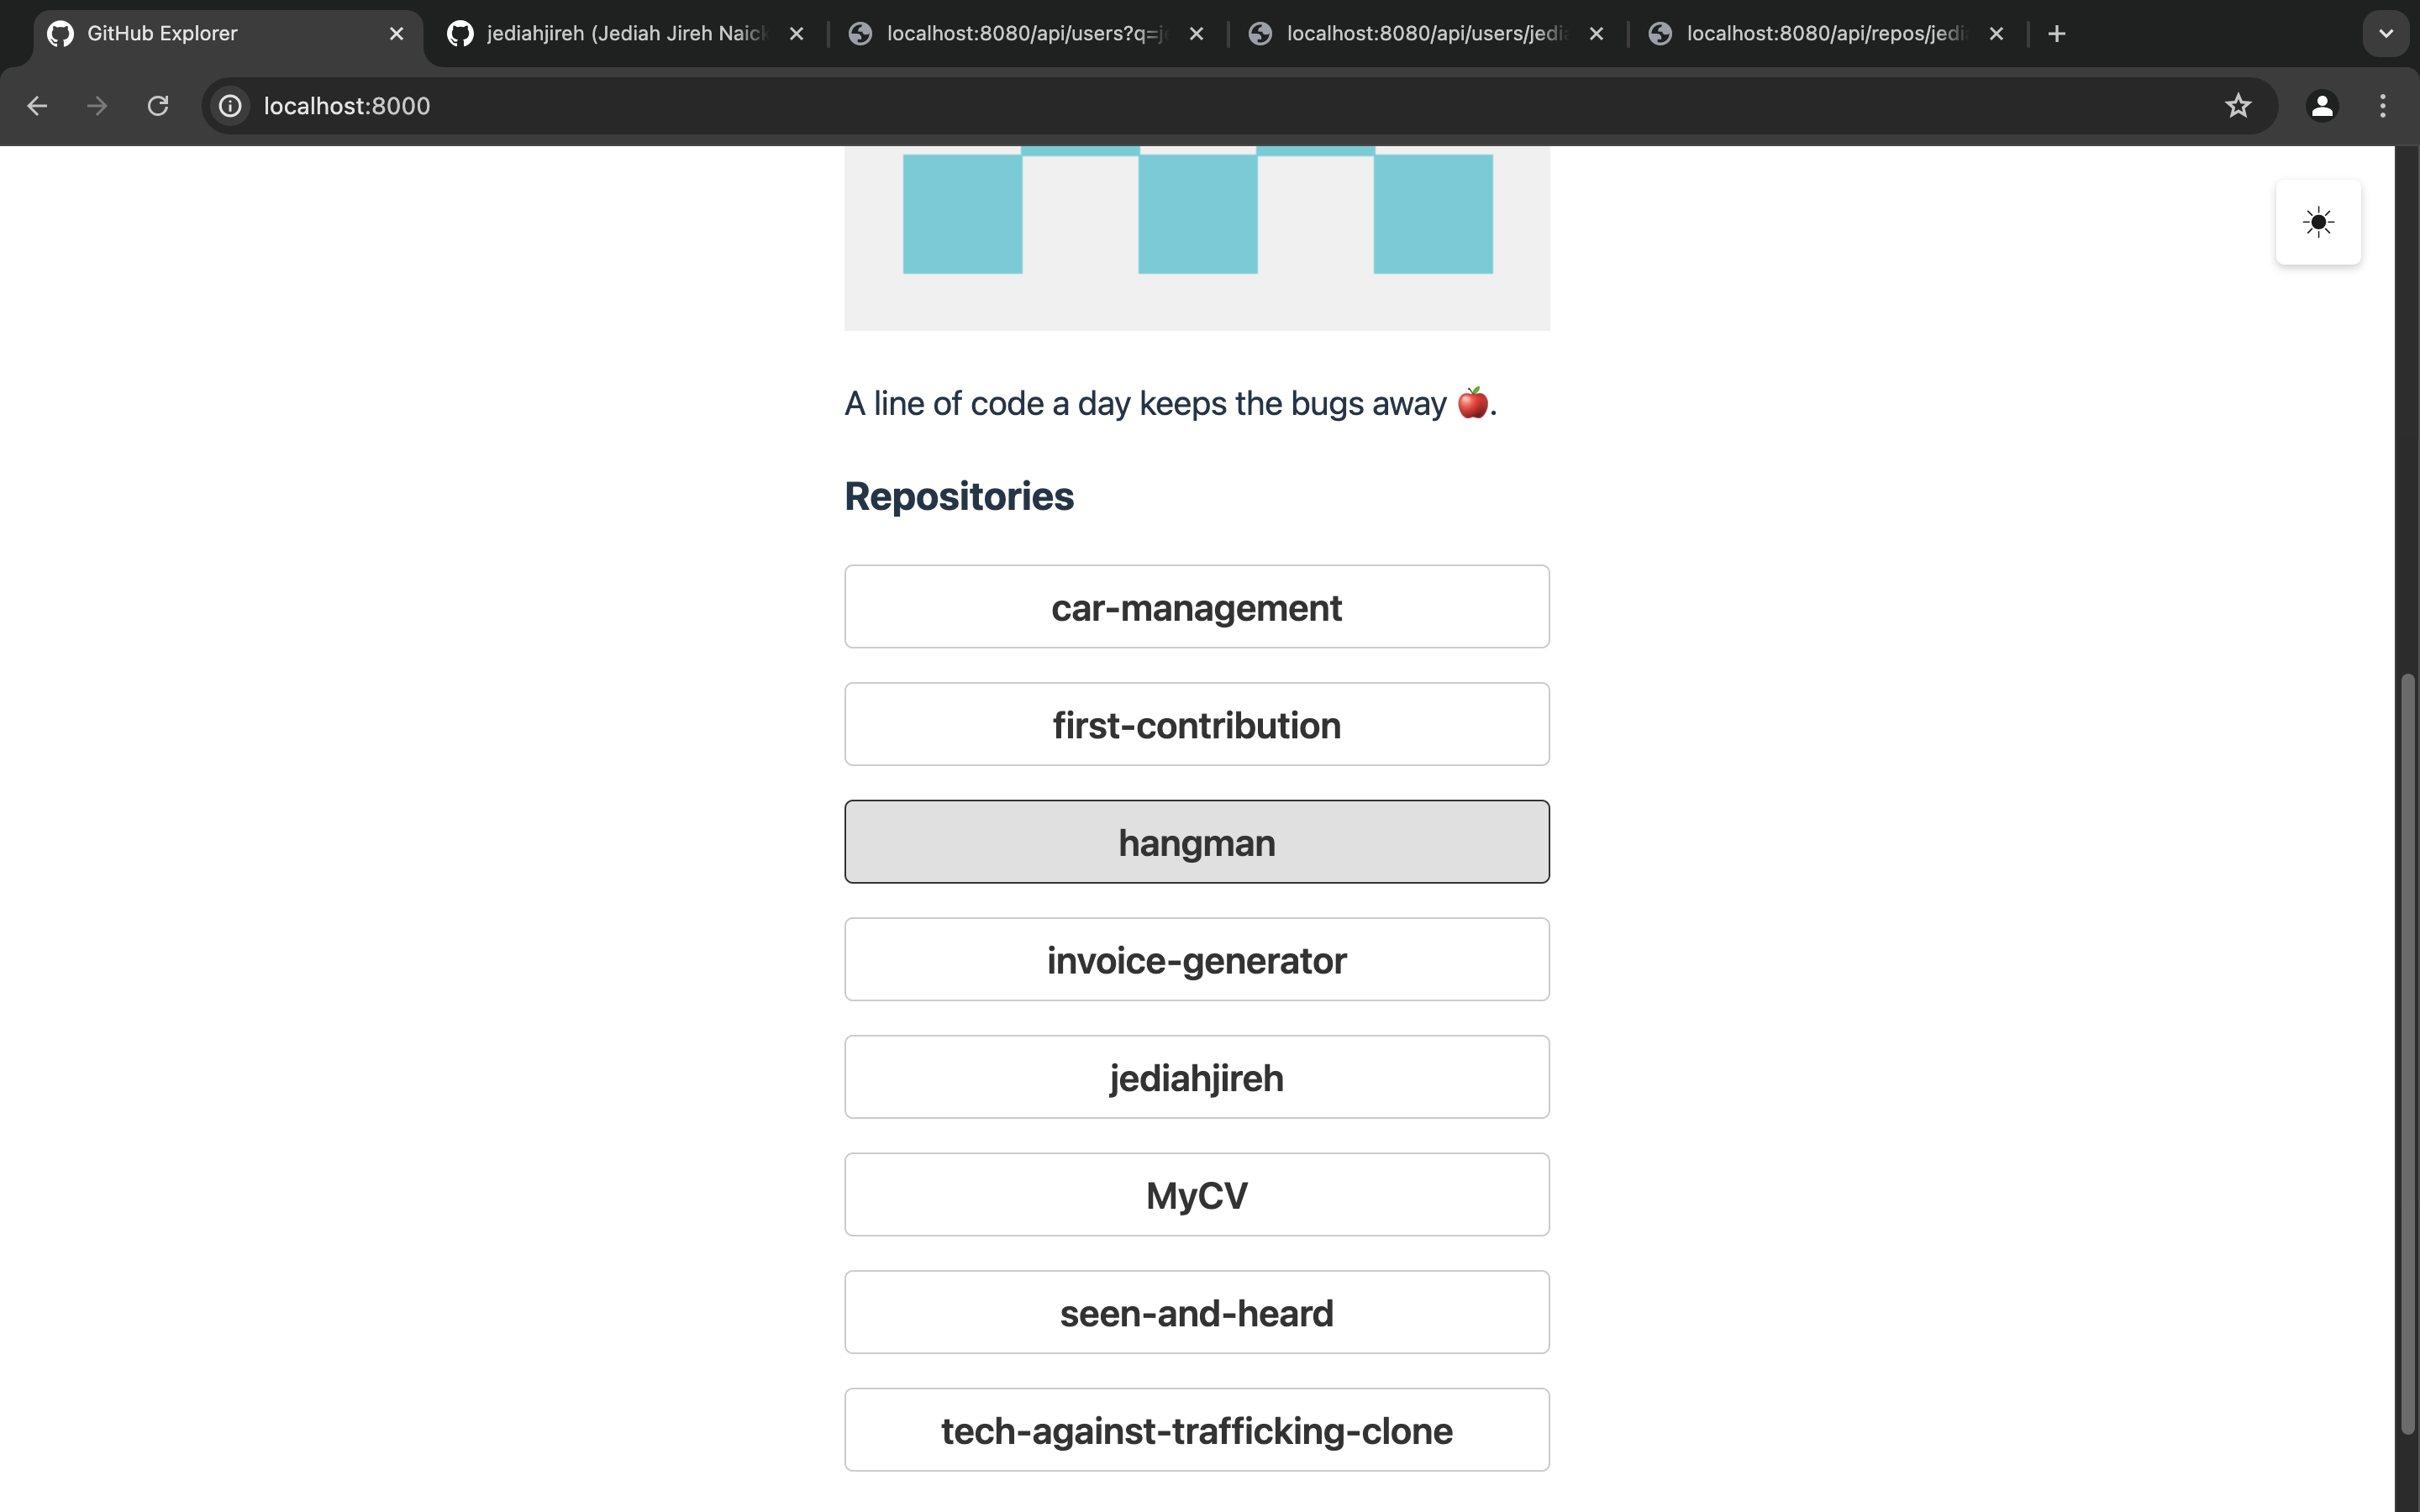 GitHub Explorer
jediahjireh (Jediah Jireh Naick
localhost:8080/api/users?q=j
localhost:8080/api/users/jedi
localhost:8080/api/repos/jedi
localhost:8000
A line of code a day keeps the bugs away 🍎.
Repositories
car-management
first-contribution
hangman
invoice-generator
jediahjireh
MyCV
seen-and-heard
tech-against-trafficking-clone